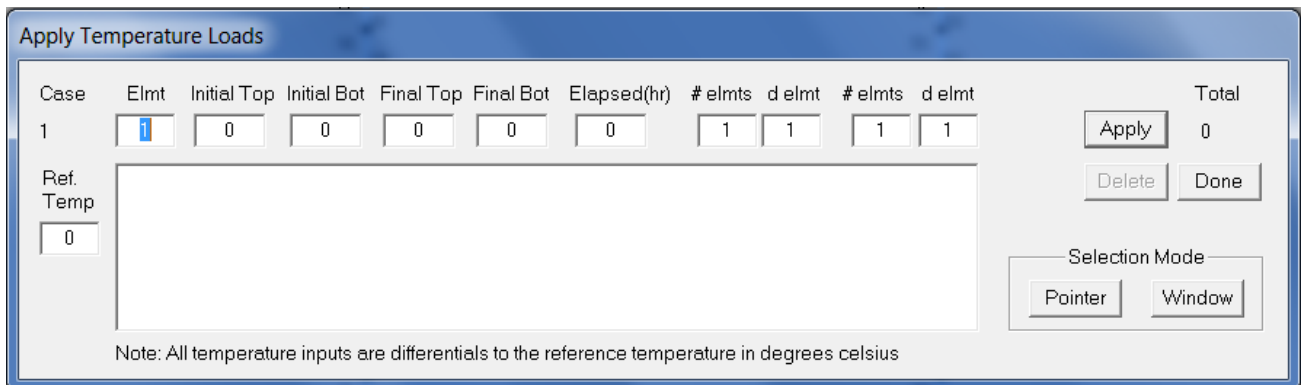 Apply Temperature Loads
Case Elmt Initial Top Initial Bot Final Top Final Bot Elapsed(hr) # elmts d elmt # elmts d elmt Total
1 1 0 0 0 0 0 1 1 1 1 Apply 0
Ref. Delete Done
Temp
0
Selection Mode
Pointer Window
Note: All temperature inputs are differentials to the reference temperature in degrees celsius